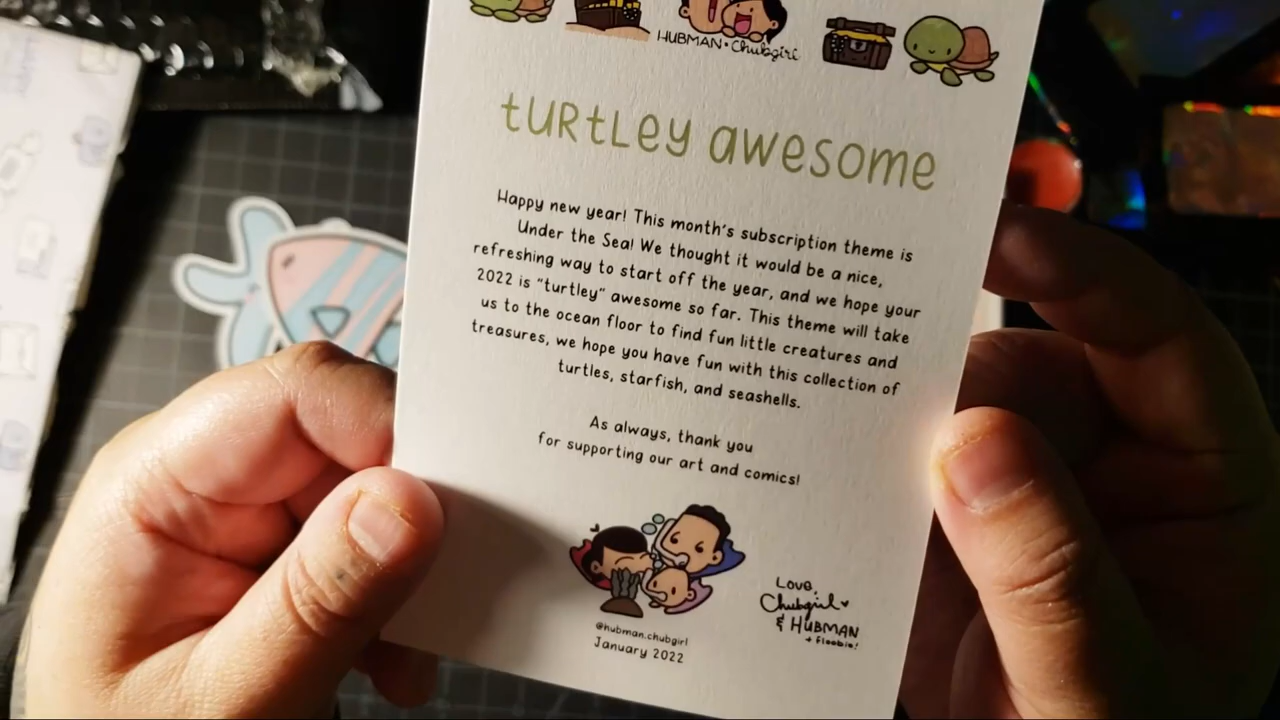 HUBMAN • Chubgirl
tURtLey awesome
Happy new year! This month's subscription theme is
Under the Sea! We thought it would be a nice,
refreshing way to start off the year, and we hope your
2022 is "turtley" awesome so far. This theme will take
us to the ocean floor to find fun little creatures and
treasures, we hope you have fun with this collection of
turtles, starfish, and seashells.
As always, thank you
for supporting our art and comics!
Love,
Chubgirl
& HUBMAN
+ floobie!
@hubman.chubgirl
January 2022